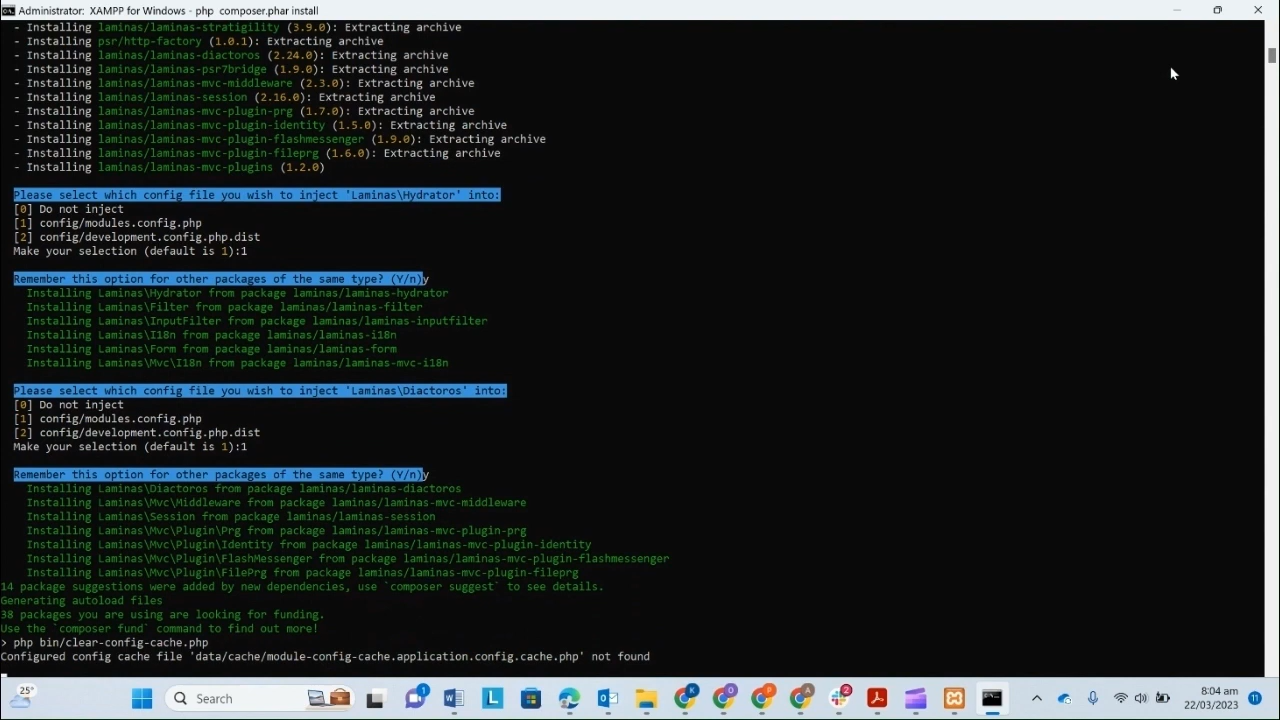 Administrator: XAMPP for Windows - php  composer.phar install
- Installing laminas/laminas-stratigility (3.9.0): Extracting archive
- Installing psr/http-factory (1.0.1): Extracting archive
- Installing laminas/laminas-diactoros (2.24.0): Extracting archive
- Installing laminas/laminas-psr7bridge (1.9.0): Extracting archive
- Installing laminas/laminas-mvc-middleware (2.3.0): Extracting archive
- Installing laminas/laminas-session (2.16.0): Extracting archive
- Installing laminas/laminas-mvc-plugin-prg (1.7.0): Extracting archive
- Installing laminas/laminas-mvc-plugin-identity (1.5.0): Extracting archive
- Installing laminas/laminas-mvc-plugin-flashmessenger (1.9.0): Extracting archive
- Installing laminas/laminas-mvc-plugin-fileprg (1.6.0): Extracting archive
- Installing laminas/laminas-mvc-plugins (1.2.0)
Please select which config file you wish to inject 'Laminas\Hydrator' into:
[0] Do not inject
[1] config/modules.config.php
[2] config/development.config.php.dist
Make your selection (default is 1):1
Remember this option for other packages of the same type? (Y/n)y
Installing Laminas\Hydrator from package laminas/laminas-hydrator
Installing Laminas\Filter from package laminas/laminas-filter
Installing Laminas\InputFilter from package laminas/laminas-inputfilter
Installing Laminas\I18n from package laminas/laminas-i18n
Installing Laminas\Form from package laminas/laminas-form
Installing Laminas\Mvc\I18n from package laminas/laminas-mvc-i18n
Please select which config file you wish to inject 'Laminas\Diactoros' into:
[0] Do not inject
[1] config/modules.config.php
[2] config/development.config.php.dist
Make your selection (default is 1):1
Remember this option for other packages of the same type? (Y/n)y
Installing Laminas\Diactoros from package laminas/laminas-diactoros
Installing Laminas\Mvc\Middleware from package laminas/laminas-mvc-middleware
Installing Laminas\Session from package laminas/laminas-session
Installing Laminas\Mvc\Plugin\Prg from package laminas/laminas-mvc-plugin-prg
Installing Laminas\Mvc\Plugin\Identity from package laminas/laminas-mvc-plugin-identity
Installing Laminas\Mvc\Plugin\FlashMessenger from package laminas/laminas-mvc-plugin-flashmessenger
Installing Laminas\Mvc\Plugin\FilePrg from package laminas/laminas-mvc-plugin-fileprg
14 package suggestions were added by new dependencies, use `composer suggest` to see details.
Generating autoload files
38 packages you are using are looking for funding.
Use the `composer fund` command to find out more!
> php bin/clear-config-cache.php
Configured config cache file 'data/cache/module-config-cache.application.config.cache.php' not found
25°
Search
1
W
L
K
O
P
A
2
8:04 am
22/03/2023
11